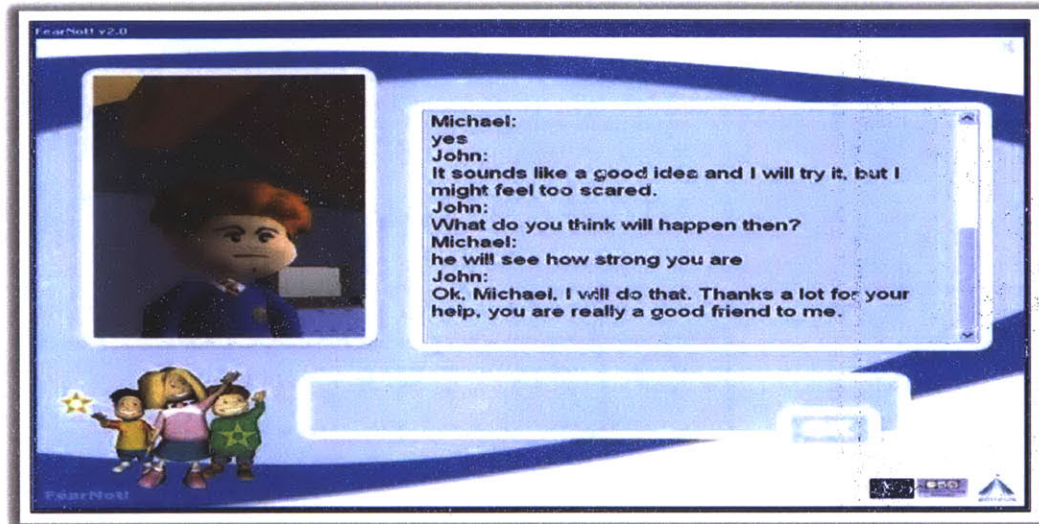 FearNot! v2.0
Michael:
yes
John:
It sounds like a good idea and I will try it, but I
might feel too scared.
John:
What do you think will happen then?
Michael:
he will see how strong you are
John:
Ok, Michael, I will do that. Thanks a lot for your
help, you are really a good friend to me.
FearNot!